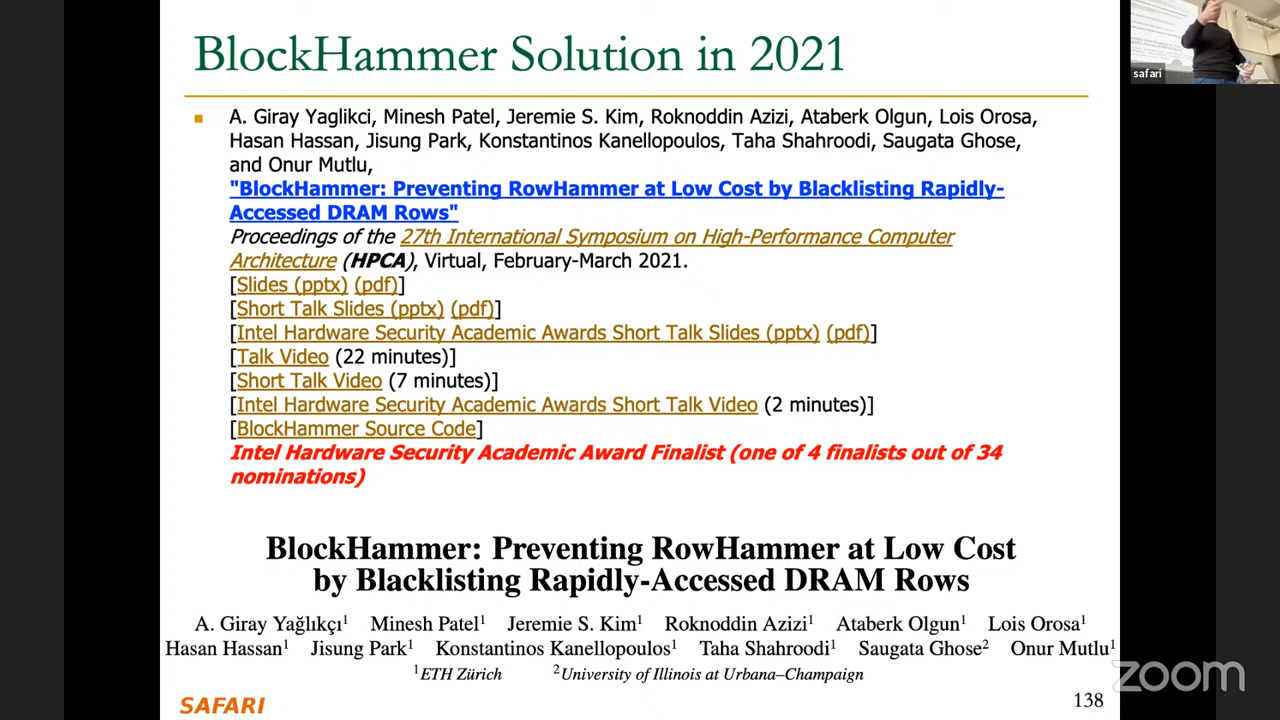 BlockHammer Solution in 2021
A. Giray Yaglikci, Minesh Patel, Jeremie S. Kim, Roknoddin Azizi, Ataberk Olgun, Lois Orosa,
Hasan Hassan, Jisung Park, Konstantinos Kanellopoulos, Taha Shahroodi, Saugata Ghose,
and Onur Mutlu,
"BlockHammer: Preventing RowHammer at Low Cost by Blacklisting Rapidly-
Accessed DRAM Rows"
Proceedings of the 27th International Symposium on High-Performance Computer
Architecture (HPCA), Virtual, February-March 2021.
[Slides (pptx) (pdf)]
[Short Talk Slides (pptx) (pdf)]
[Intel Hardware Security Academic Awards Short Talk Slides (pptx) (pdf)]
[Talk Video (22 minutes)]
[Short Talk Video (7 minutes)]
[Intel Hardware Security Academic Awards Short Talk Video (2 minutes)]
[BlockHammer Source Code]
Intel Hardware Security Academic Award Finalist (one of 4 finalists out of 34
nominations)
BlockHammer: Preventing RowHammer at Low Cost
by Blacklisting Rapidly-Accessed DRAM Rows
A. Giray Yağlıkçı¹ Minesh Patel¹ Jeremie S. Kim¹ Roknoddin Azizi¹ Ataberk Olgun¹ Lois Orosa¹
Hasan Hassan¹ Jisung Park¹ Konstantinos Kanellopoulos¹ Taha Shahroodi¹ Saugata Ghose² Onur Mutlu¹
¹ETH Zürich ²University of Illinois at Urbana–Champaign
SAFARI
138
zoom
safari